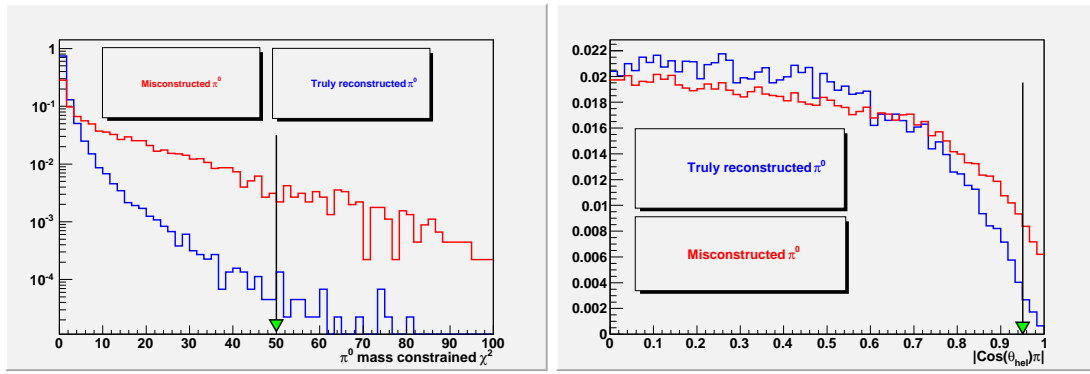 1
10⁻¹
10⁻²
10⁻³
10⁻⁴
Misconstructed π⁰
Truly reconstructed π⁰
0 10 20 30 40 50 60 70 80 90 100
π⁰ mass constrained χ²
0.022
0.02
0.018
0.016
0.014
0.012
0.01
0.008
0.006
0.004
0.002
0
Truly reconstructed π⁰
Misconstructed π⁰
0 0.1 0.2 0.3 0.4 0.5 0.6 0.7 0.8 0.9 1
|Cos(θhel)π|